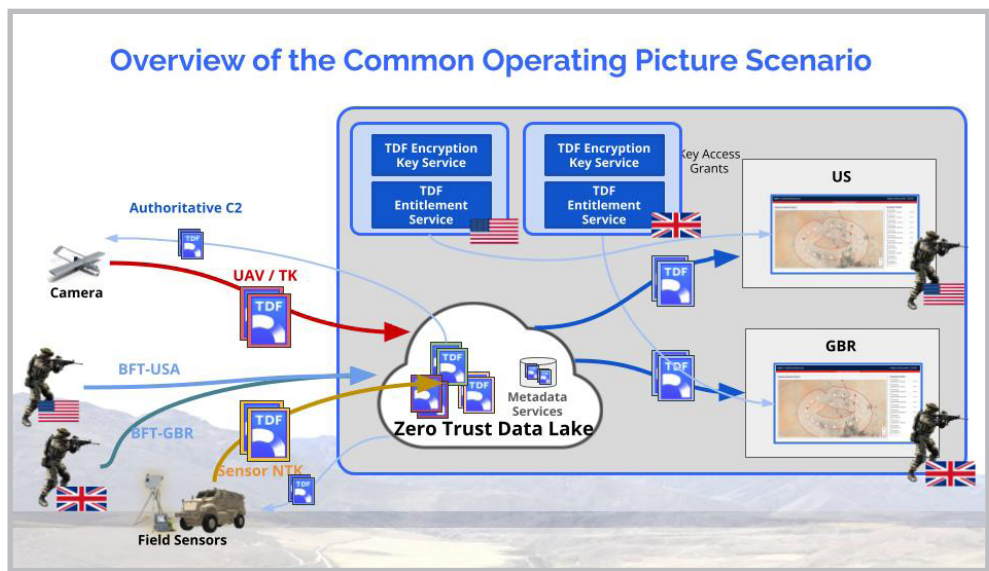 Overview of the Common Operating Picture Scenario
TDF Encryption
Key Service
TDF
Entitlement
Service
TDF Encryption
Key Service
TDF
Entitlement
Service
Key Access
Grants
US
GBR
Authoritative C2
Camera
UAV / TK
TDF
BFT-USA
BFT-GBR
TDF
Sensor NTK
Field Sensors
TDF
TDF
TDF
TDF
TDF
Metadata
Services
Zero Trust Data Lake